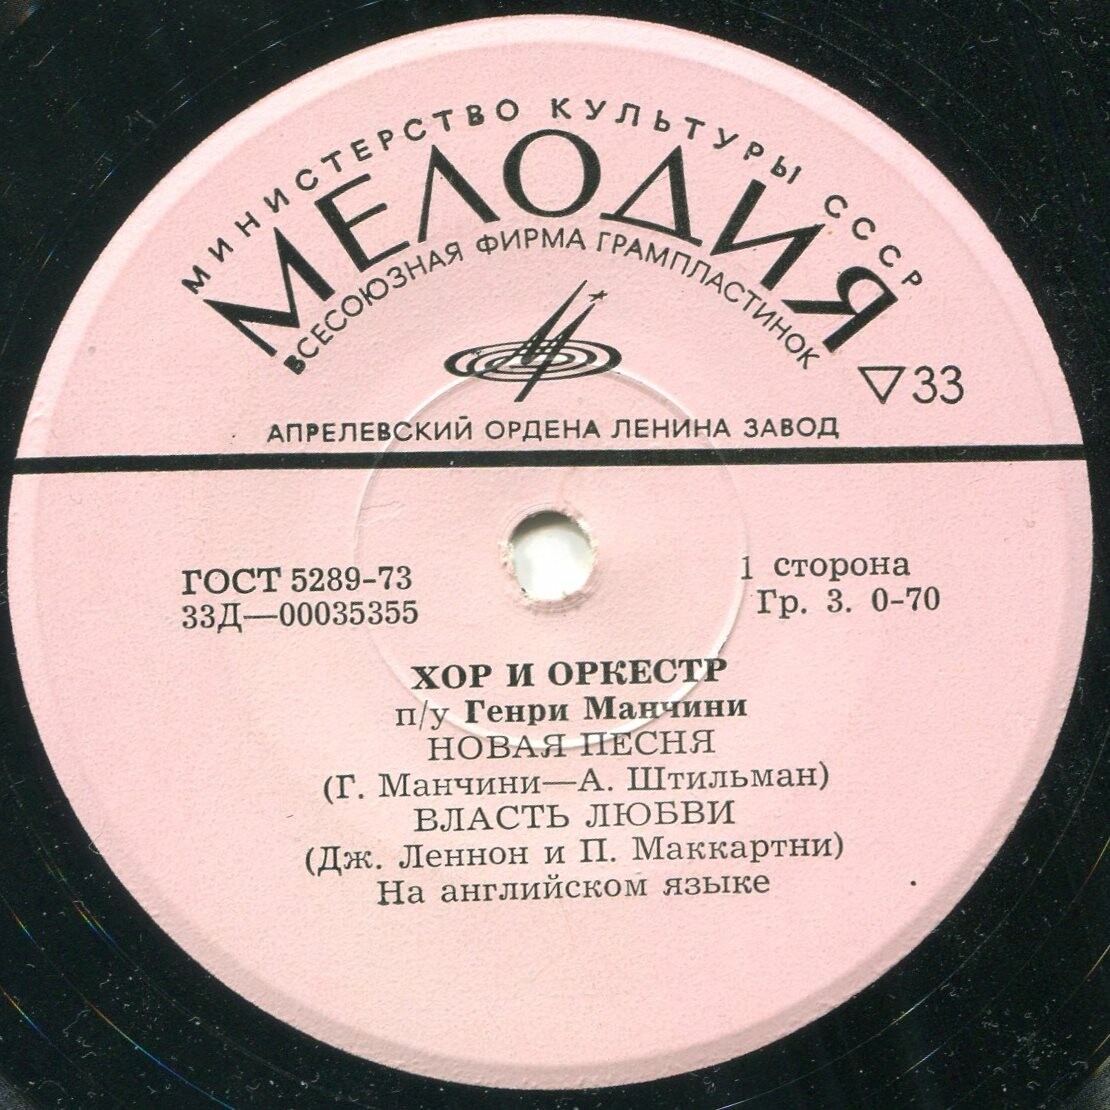 МИНИСТЕРСТВО КУЛЬТУРЫ СССР
МЕЛОДИЯ
ВСЕСОЮЗНАЯ ФИРМА ГРАМПЛАСТИНОК
▽33
АПРЕЛЕВСКИЙ ОРДЕНА ЛЕНИНА ЗАВОД
ГОСТ 5289-73
33Д—00035355
1 сторона
Гр. 3. 0-70
ХОР И ОРКЕСТР
п/у Генри Манчини
НОВАЯ ПЕСНЯ
(Г. Манчини—А. Штильман)
ВЛАСТЬ ЛЮБВИ
(Дж. Леннон и П. Маккартни)
На английском языке